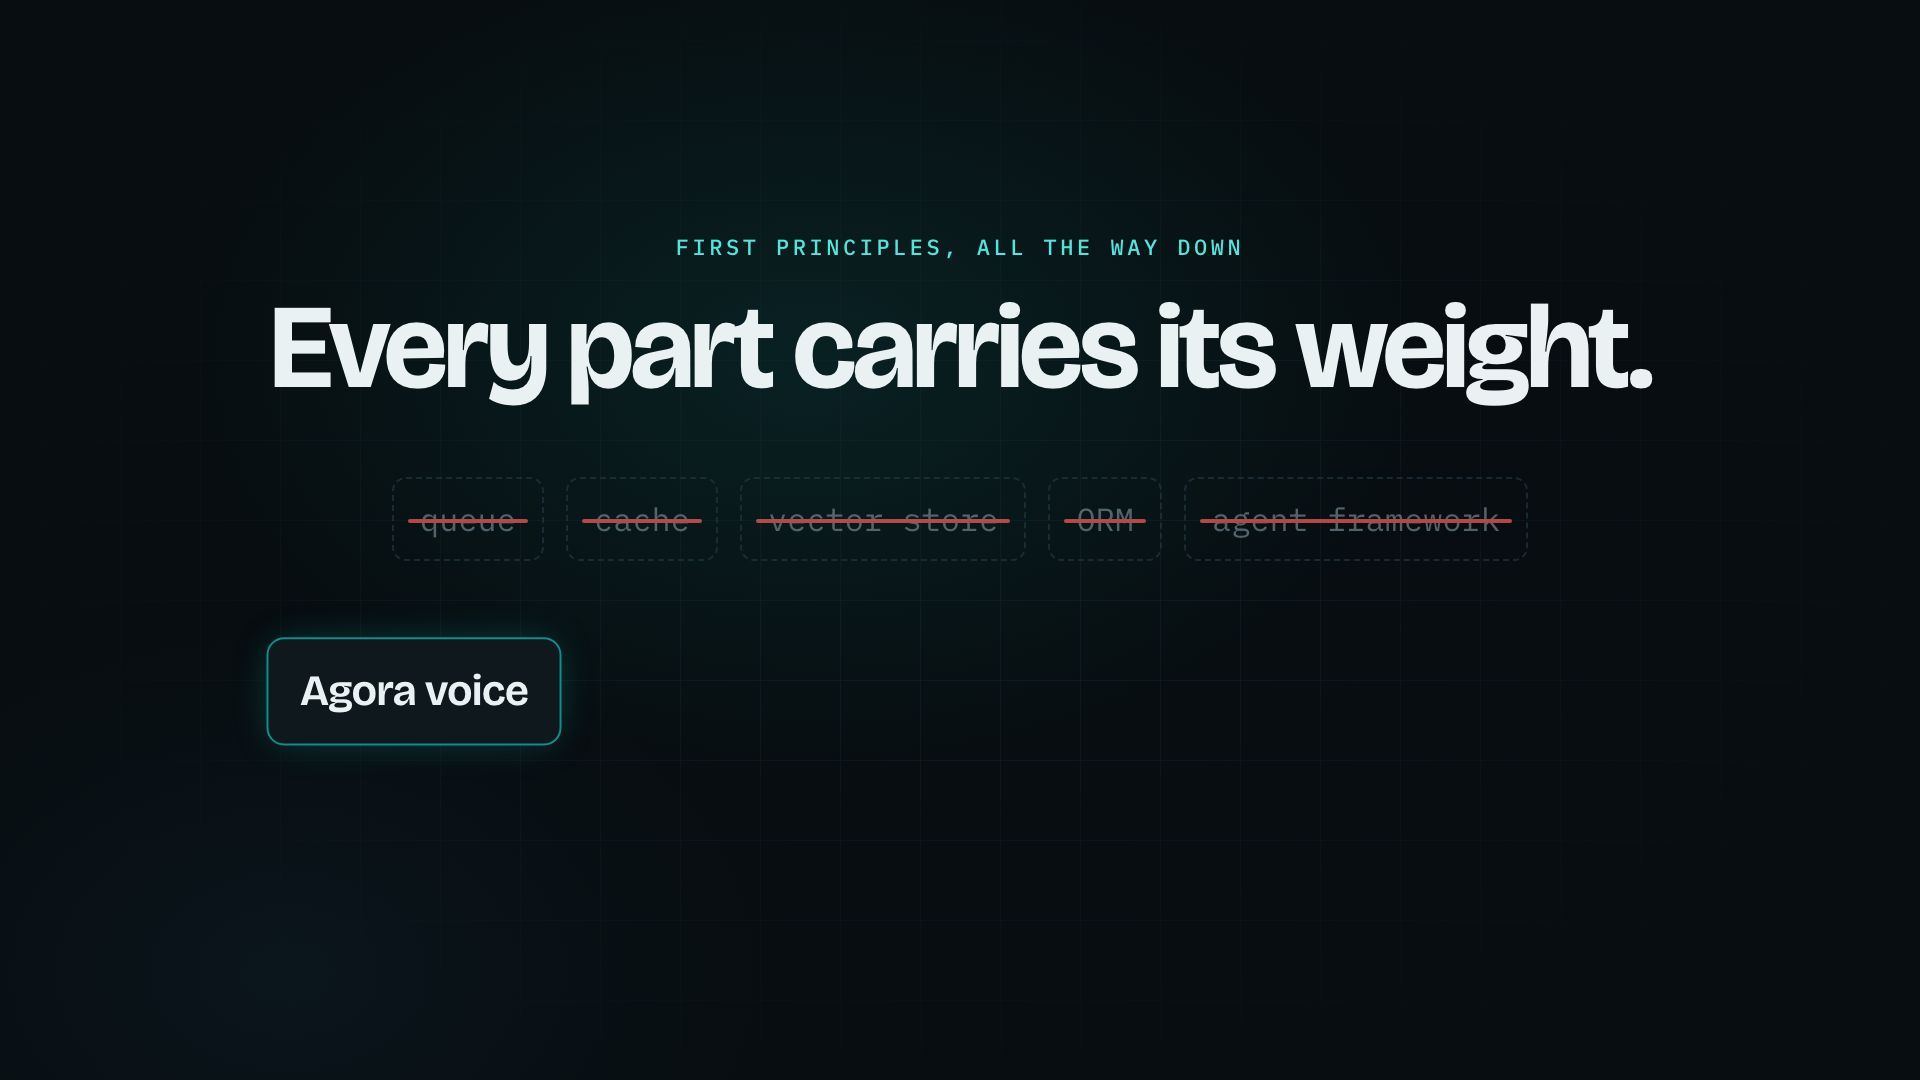 FIRST PRINCIPLES, ALL THE WAY DOWN
Every part carries its weight.
queue cache vector store ORM agent framework
Agora voice